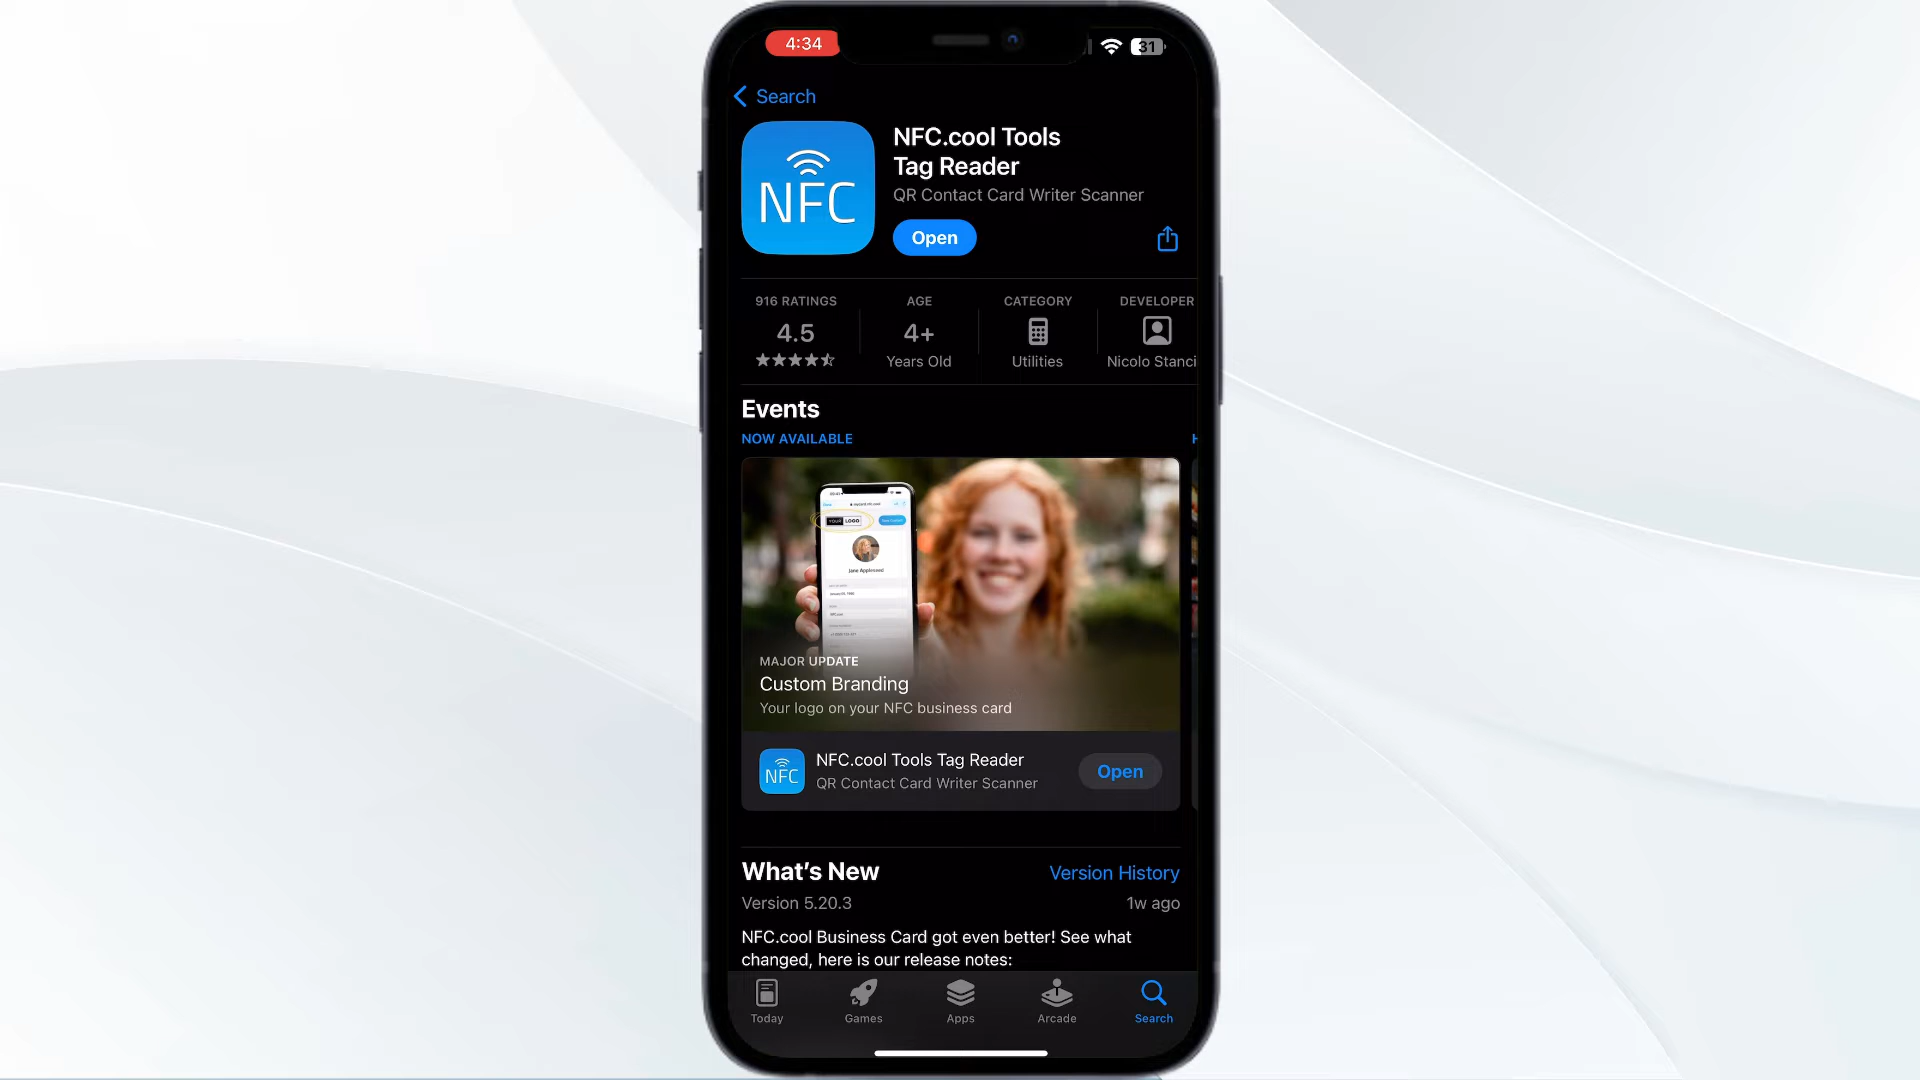 4:34
31
Search
NFC
NFC.cool Tools
Tag Reader
QR Contact Card Writer Scanner
Open
916 RATINGS
AGE
CATEGORY
DEVELOPER
4.5
4+
Years Old
Utilities
Nicolo Stanci
Events
NOW AVAILABLE
YOUR LOGO
Jane Appleseed
MAJOR UPDATE
Custom Branding
Your logo on your NFC business card
NFC
NFC.cool Tools Tag Reader
QR Contact Card Writer Scanner
Open
What's New
Version History
Version 5.20.3
1w ago
NFC.cool Business Card got even better! See what
changed, here is our release notes:
Today
Games
Apps
Arcade
Search